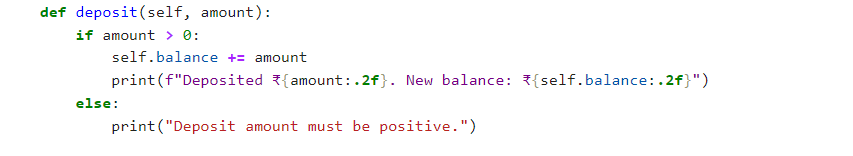 def deposit(self, amount):
    if amount > 0:
        self.balance += amount
        print(f"Deposited ₹{amount:.2f}. New balance: ₹{self.balance:.2f}")
    else:
        print("Deposit amount must be positive.")